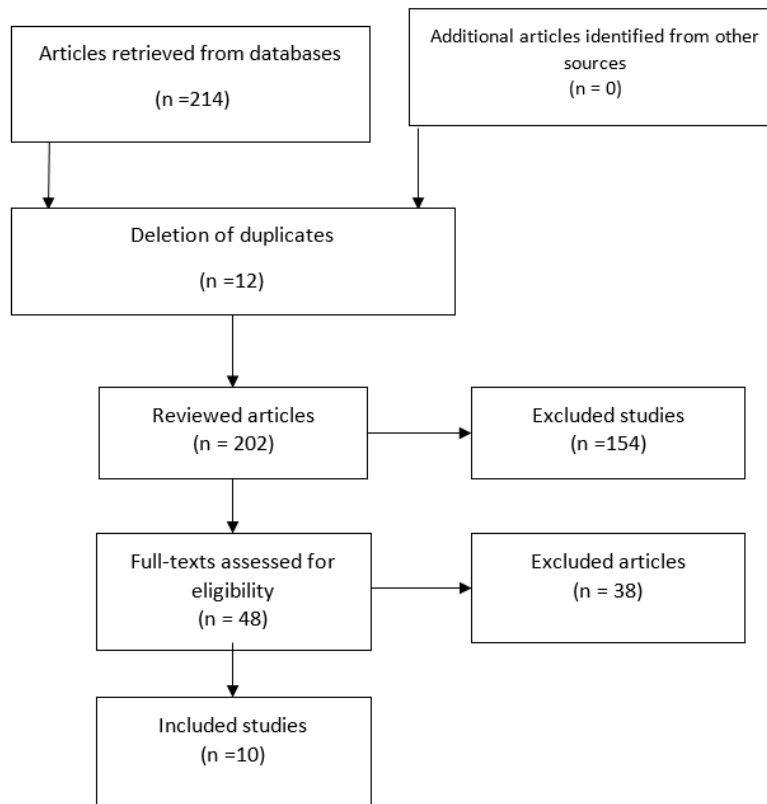 Articles retrieved from databases
(n =214)
Additional articles identified from other
sources
(n = 0)
Deletion of duplicates
(n =12)
Reviewed articles
(n = 202)
Excluded studies
(n =154)
Full-texts assessed for
eligibility
(n = 48)
Excluded articles
(n = 38)
Included studies
(n =10)